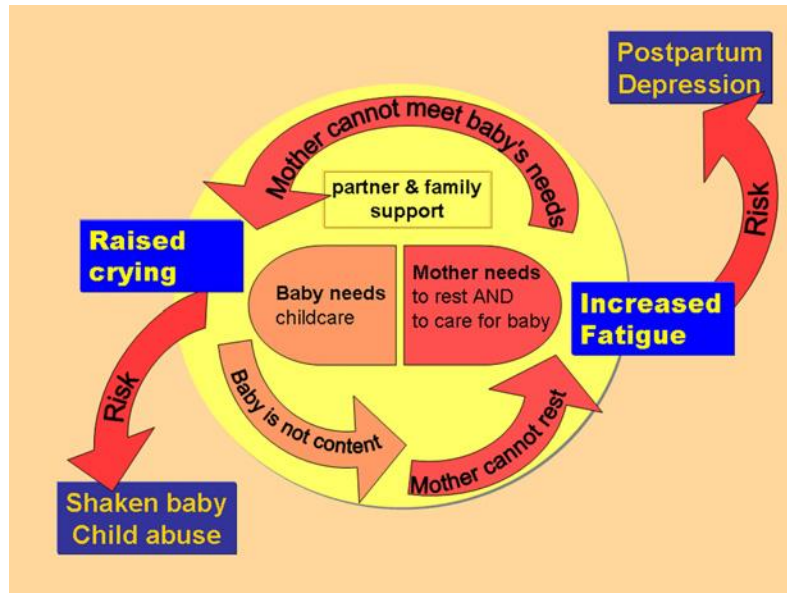 Postpartum
Depression
Mother cannot meet baby's needs
partner & family
support
Risk
Raised
crying
Baby needs
childcare
Mother needs
to rest AND
to care for baby
Increased
Fatigue
Risk
Baby is not content
Mother cannot rest
Shaken baby
Child abuse